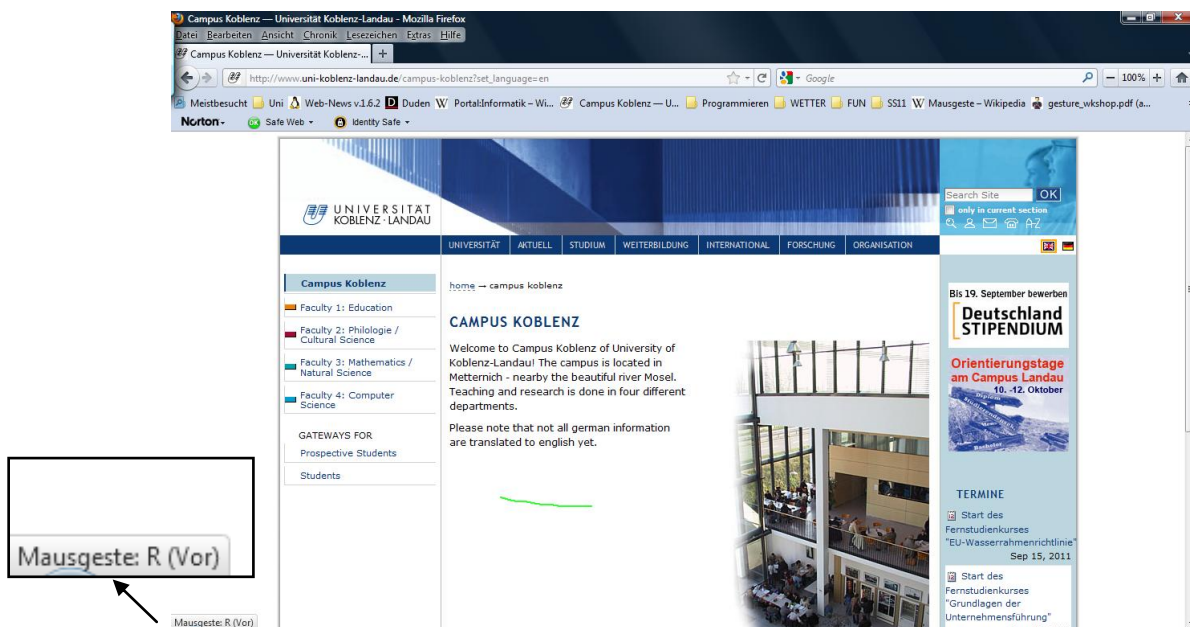 Campus Koblenz — Universität Koblenz-Landau - Mozilla Firefox
Datei Bearbeiten Ansicht Chronik Lesezeichen Extras Hilfe
Campus Koblenz — Universität Koblenz-... +
http://www.uni-koblenz-landau.de/campus-koblenz?set_language=en
Google
100%
Meistbesucht Uni Web-News v.1.6.2 Duden Portal:Informatik – Wi... Campus Koblenz — U... Programmieren WETTER FUN SS11 Mausgeste – Wikipedia gesture_wkshop.pdf (a...
Norton Safe Web Identity Safe
UNIVERSITÄT
KOBLENZ · LANDAU
Search Site OK
only in current section
A-Z
UNIVERSITÄT AKTUELL STUDIUM WEITERBILDUNG INTERNATIONAL FORSCHUNG ORGANISATION
Campus Koblenz
Faculty 1: Education
Faculty 2: Philologie /
Cultural Science
Faculty 3: Mathematics /
Natural Science
Faculty 4: Computer
Science
GATEWAYS FOR
Prospective Students
Students
home → campus koblenz
CAMPUS KOBLENZ
Welcome to Campus Koblenz of University of
Koblenz-Landau! The campus is located in
Metternich - nearby the beautiful river Mosel.
Teaching and research is done in four different
departments.
Please note that not all german information
are translated to english yet.
Bis 19. September bewerben
Deutschland
STIPENDIUM
Orientierungstage
am Campus Landau
10. -12. Oktober
Diplom
Bachelor
TERMINE
Start des
Fernstudienkurses
"EU-Wasserrahmenrichtlinie"
Sep 15, 2011
Start des
Fernstudienkurses
"Grundlagen der
Unternehmensführung"
Mausgeste: R (Vor)
Mausgeste: R (Vor)